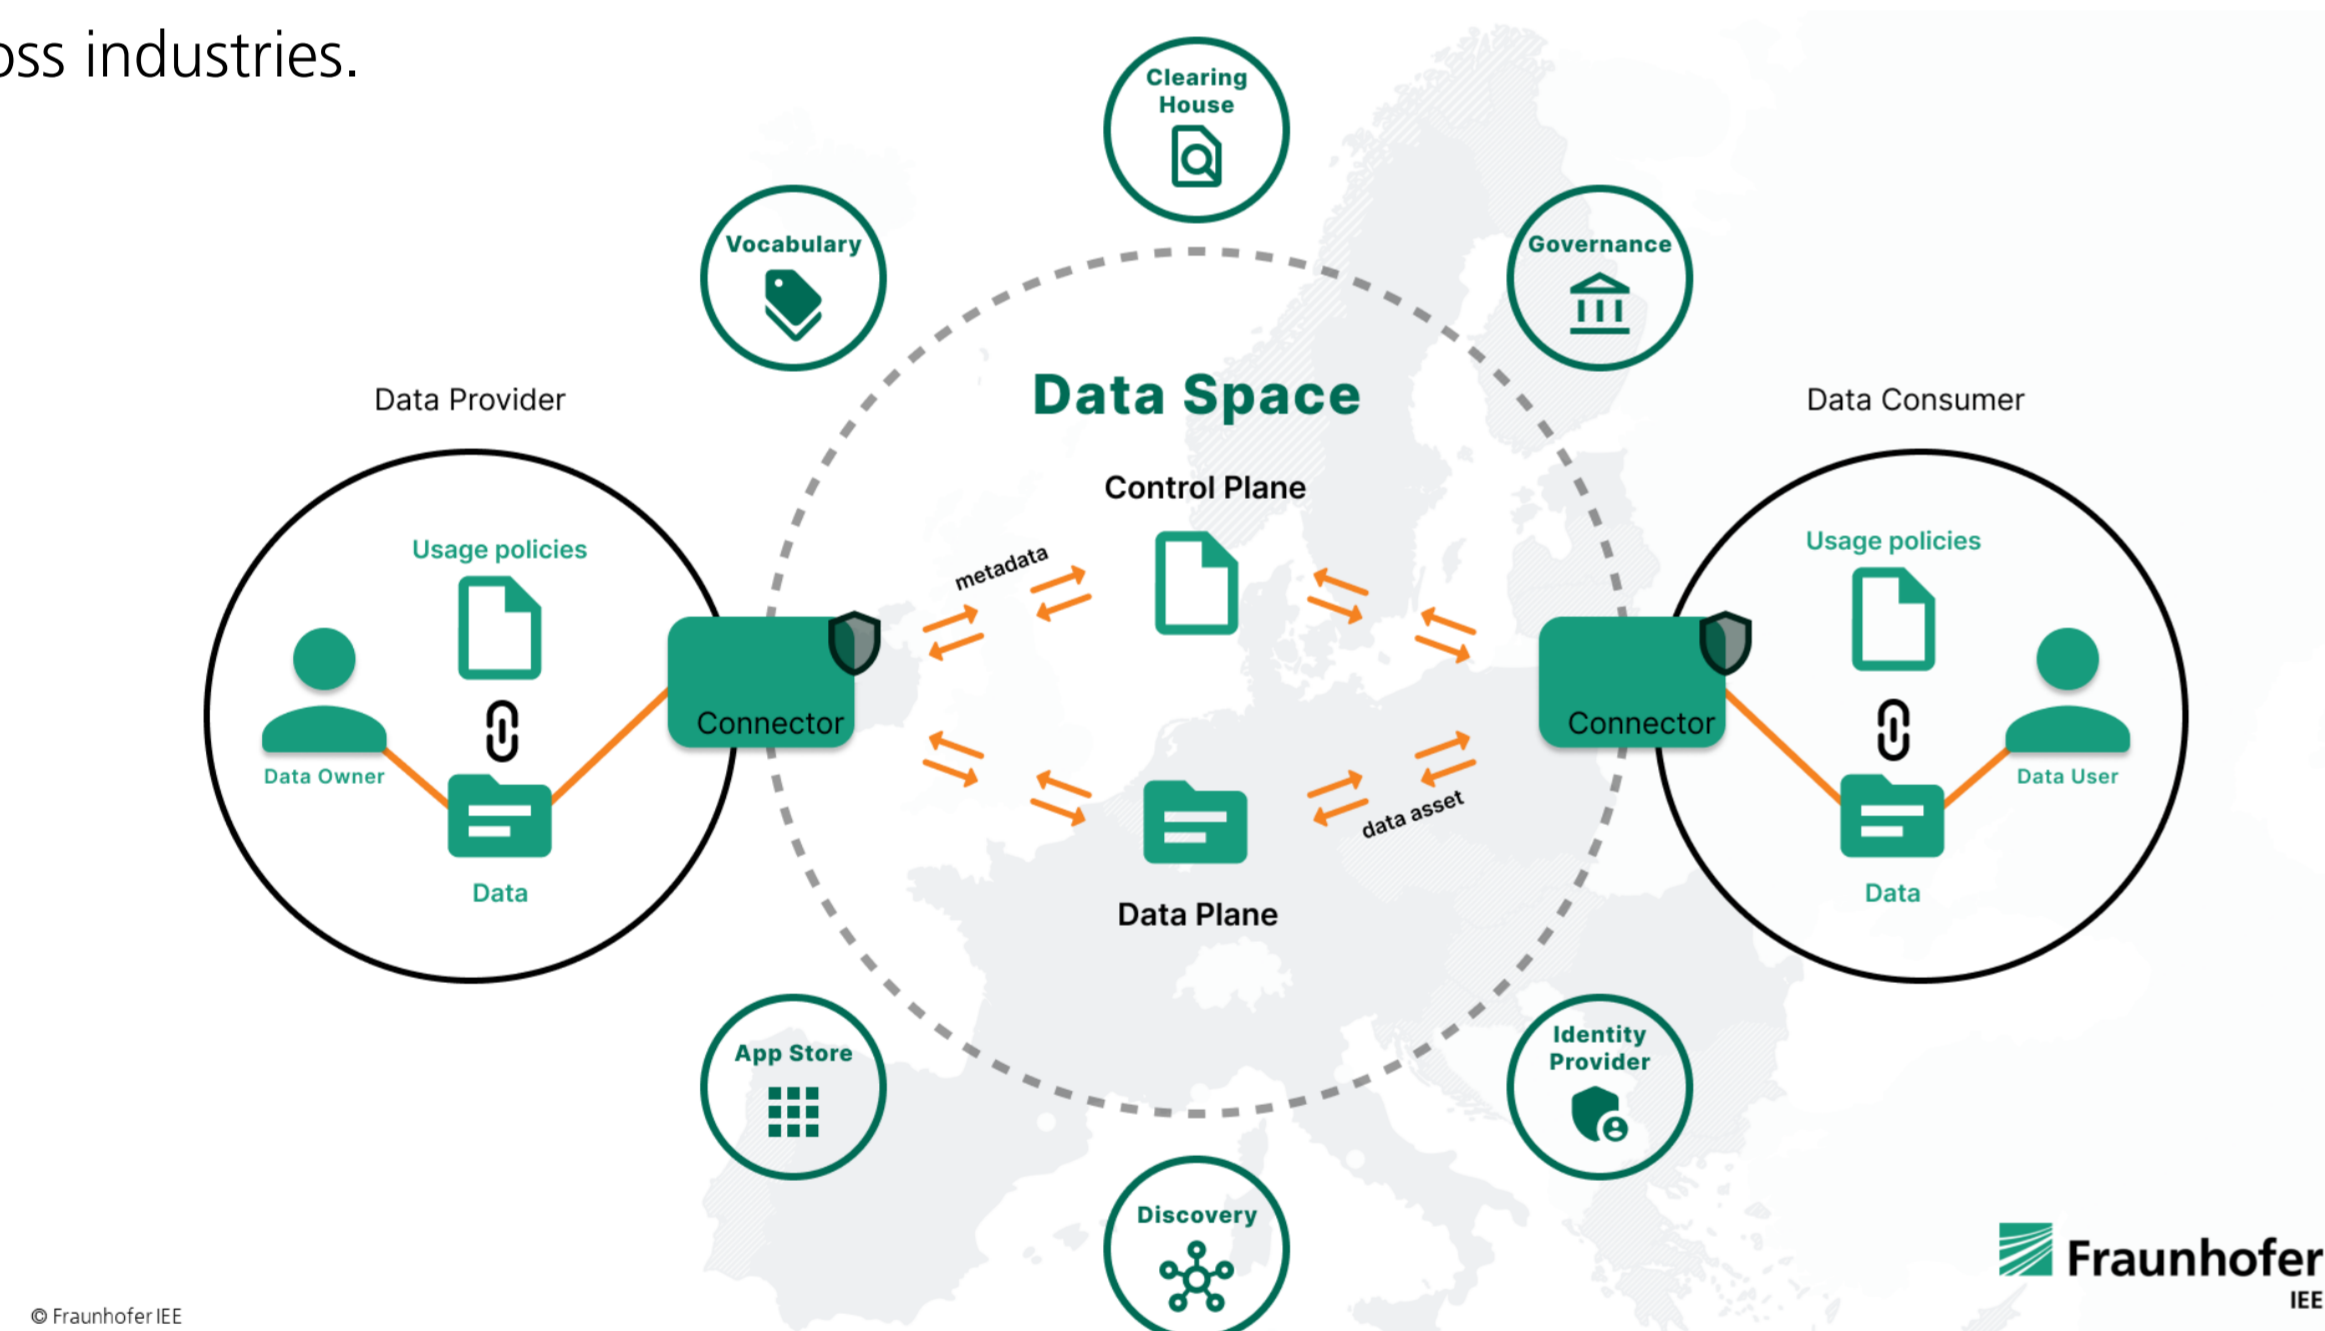 industries.
Clearing
House
Vocabulary
Governance
Data Space
Data Provider
Data Consumer
Control Plane
Usage policies
Usage policies
metadata
Connector
Connector
Data Owner
Data User
data asset
Data
Data
Data Plane
App Store
Identity
Provider
Discovery
Fraunhofer
IEE
© Fraunhofer IEE